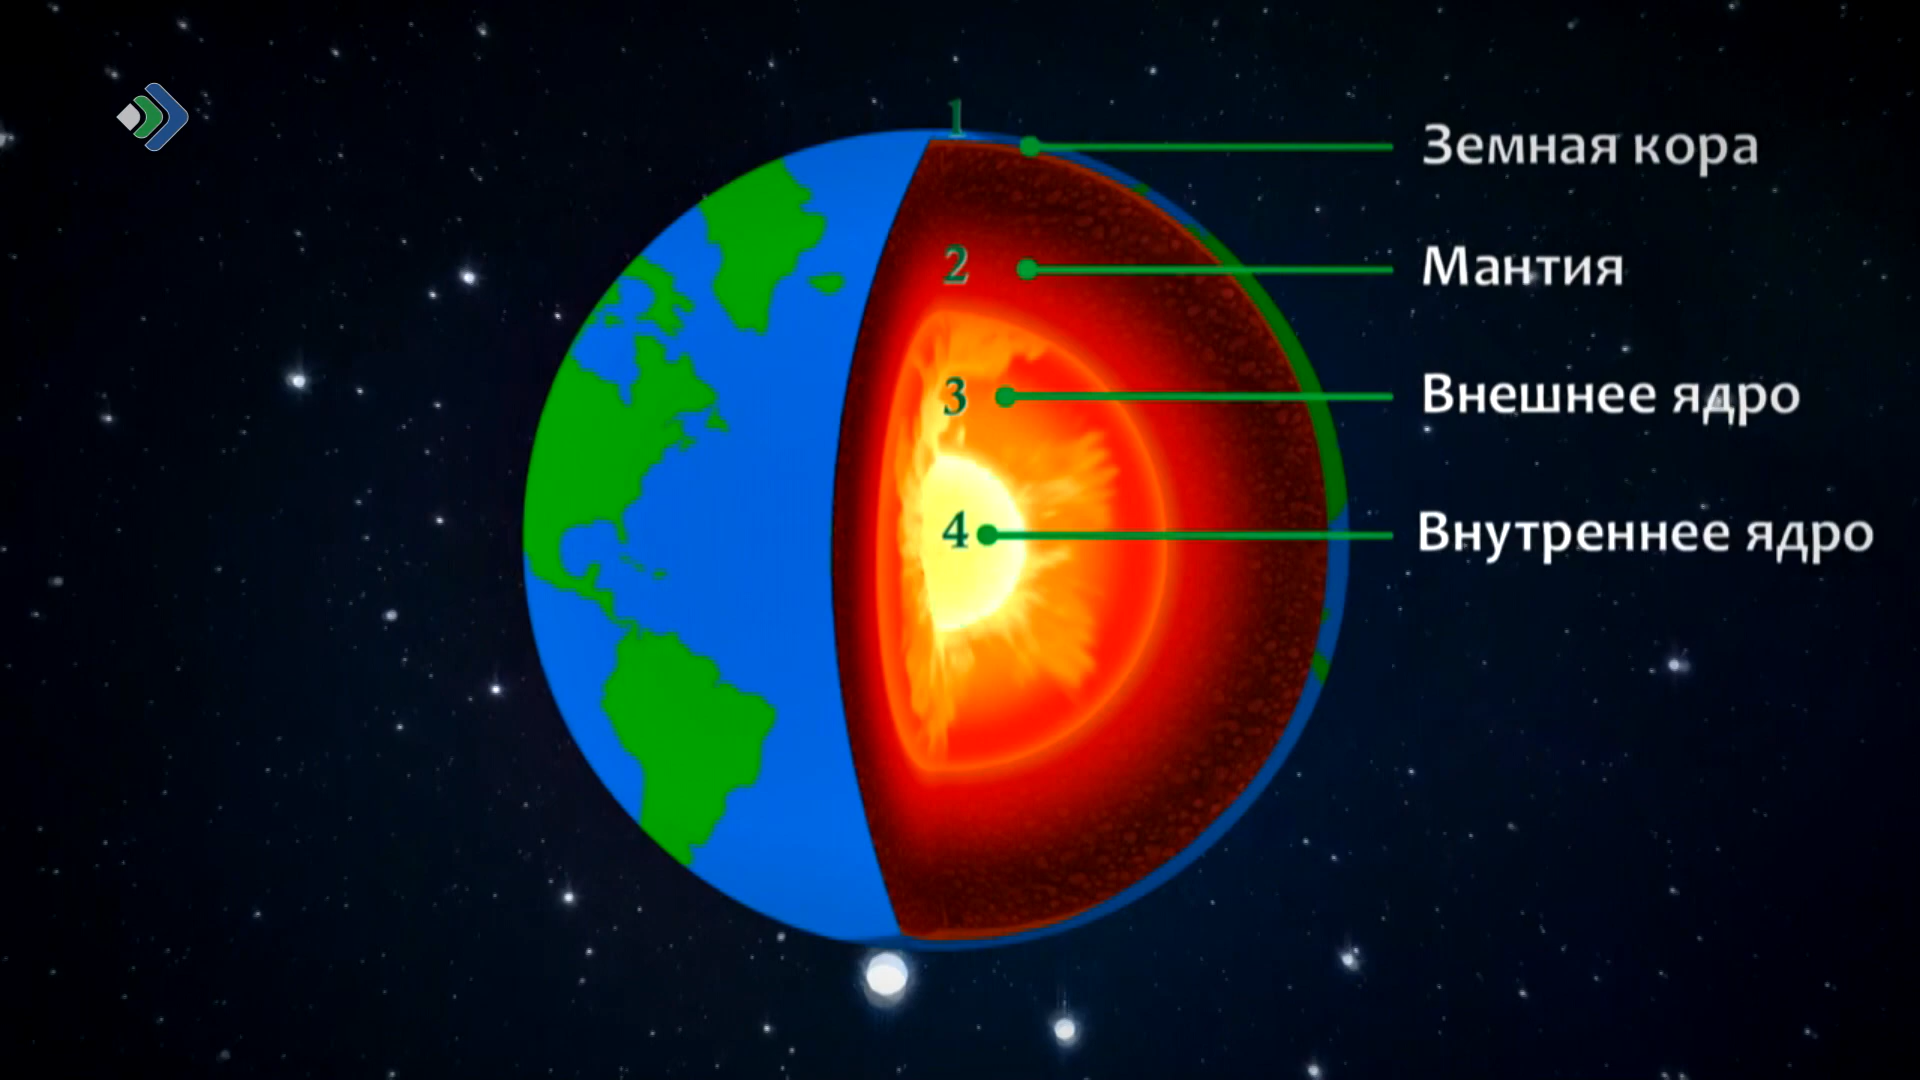 1 Земная кора
2 Мантия
3 Внешнее ядро
4 Внутреннее ядро